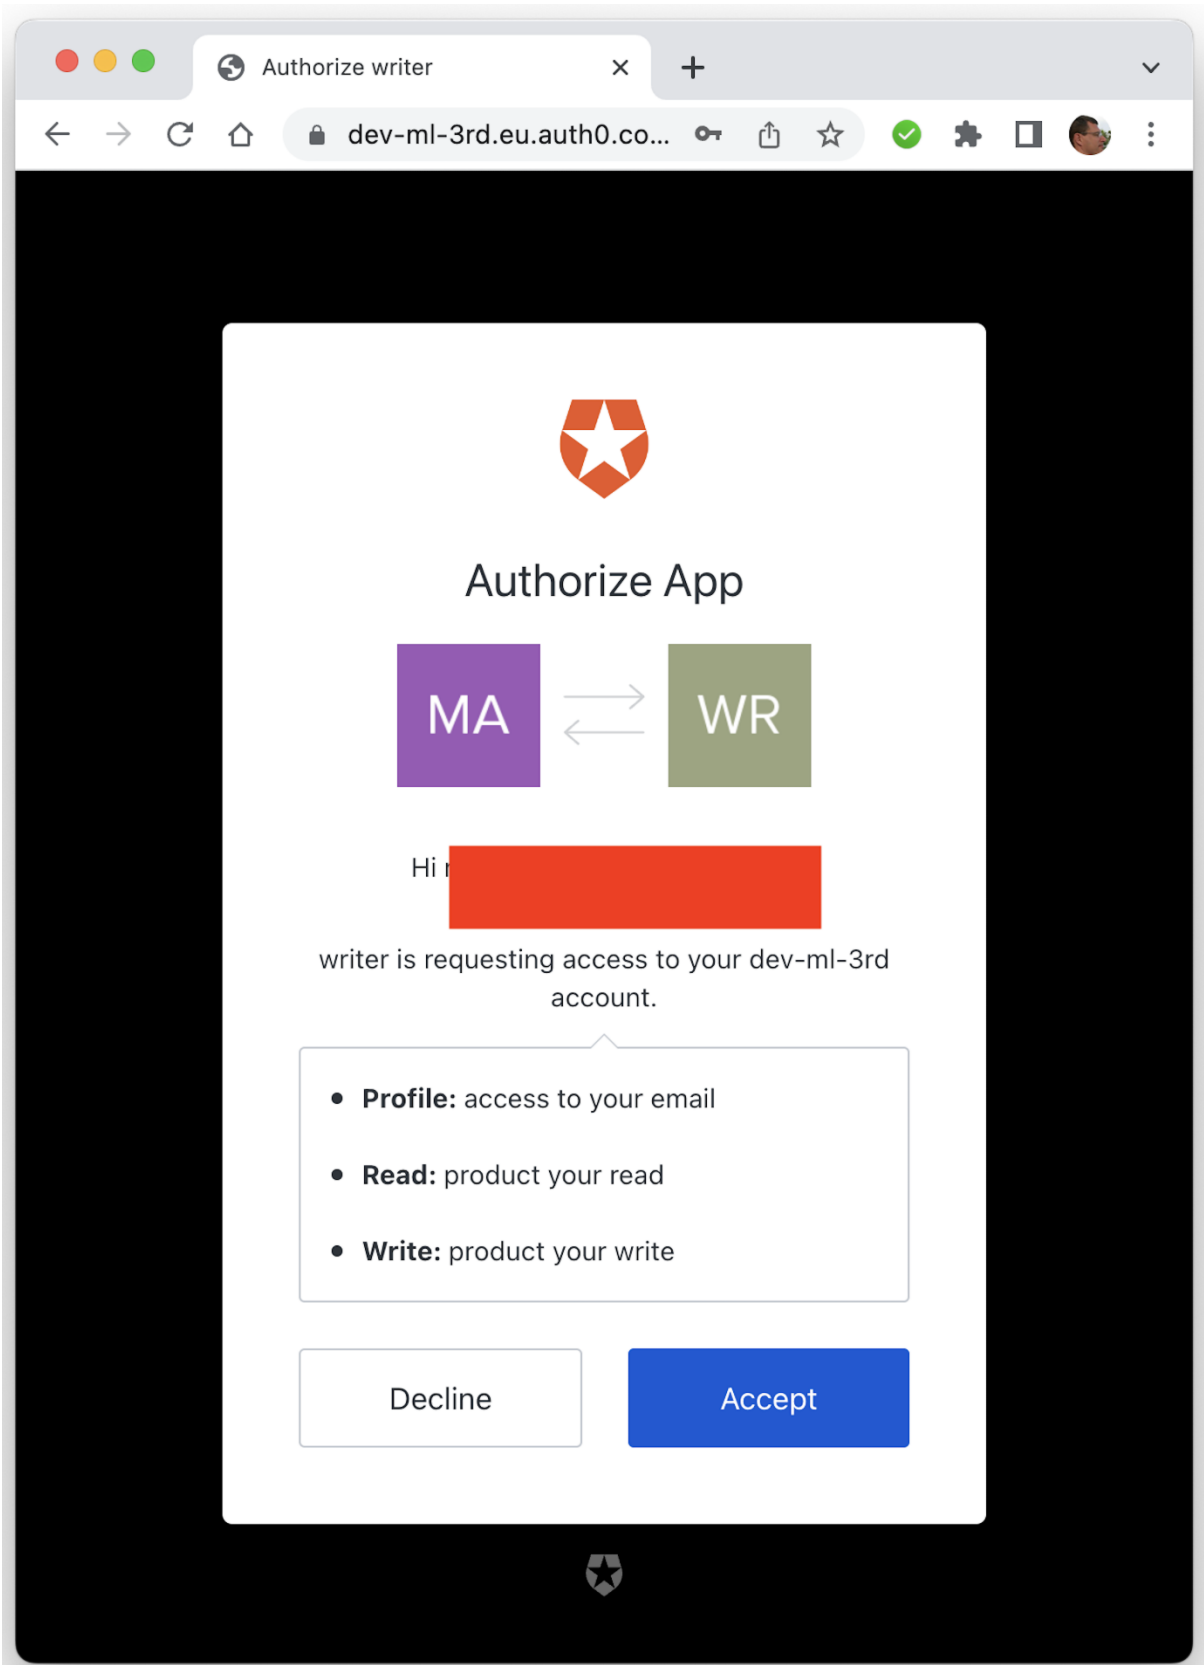 Authorize writer
dev-ml-3rd.eu.auth0.co...
Authorize App
MA
WR
Hi
writer is requesting access to your dev-ml-3rd
account.
Profile: access to your email
Read: product your read
Write: product your write
Decline
Accept